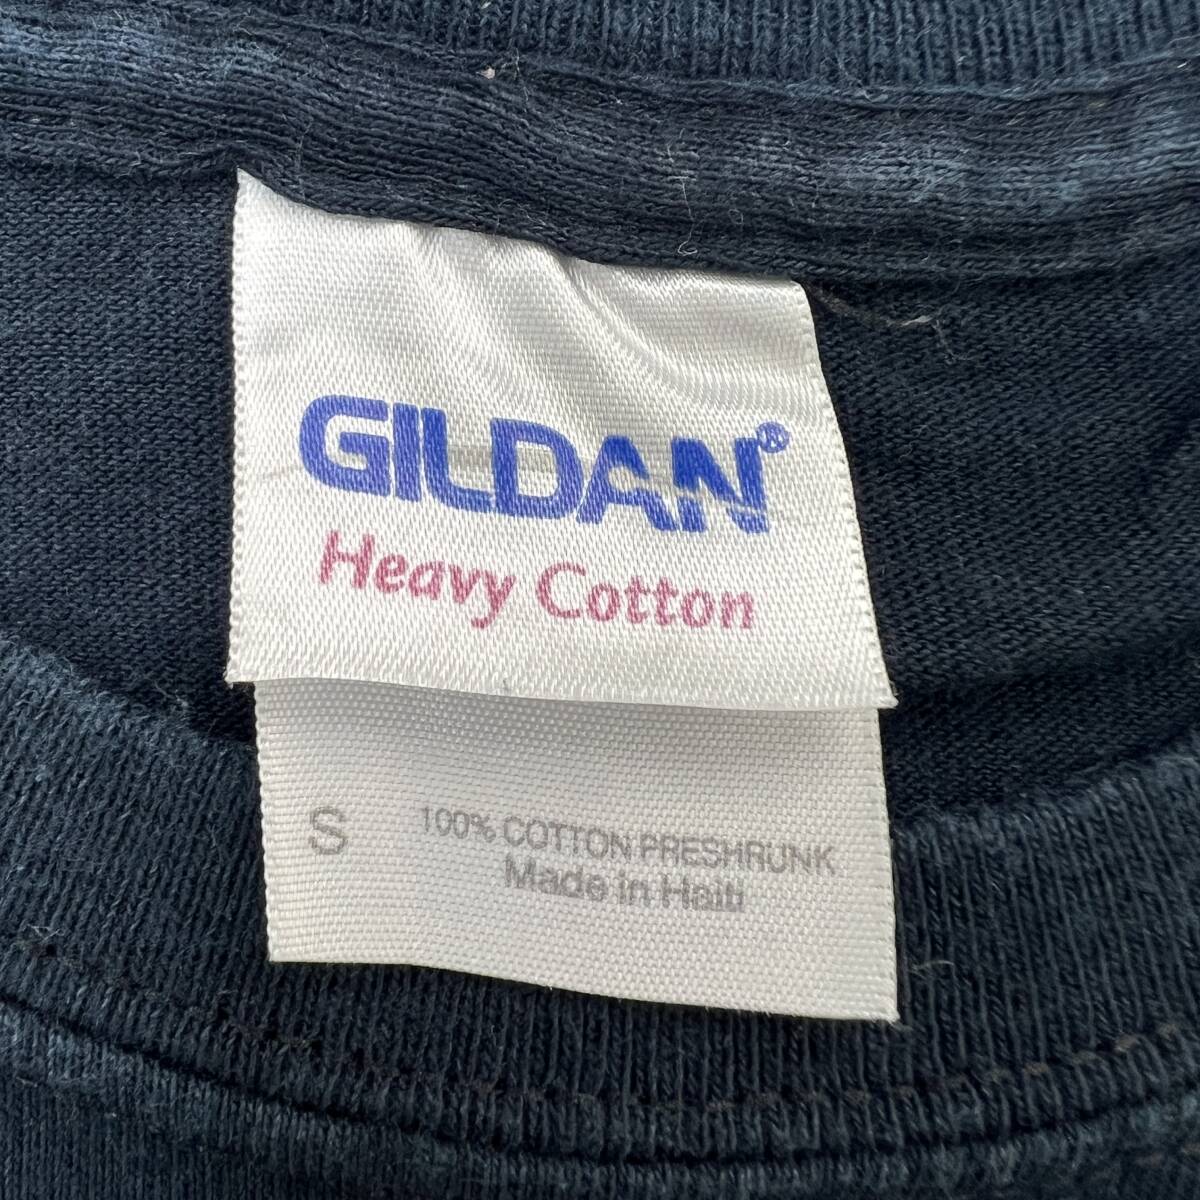 GILDAN®
Heavy Cotton
S
100% COTTON PRESHRUNK
Made in Haiti